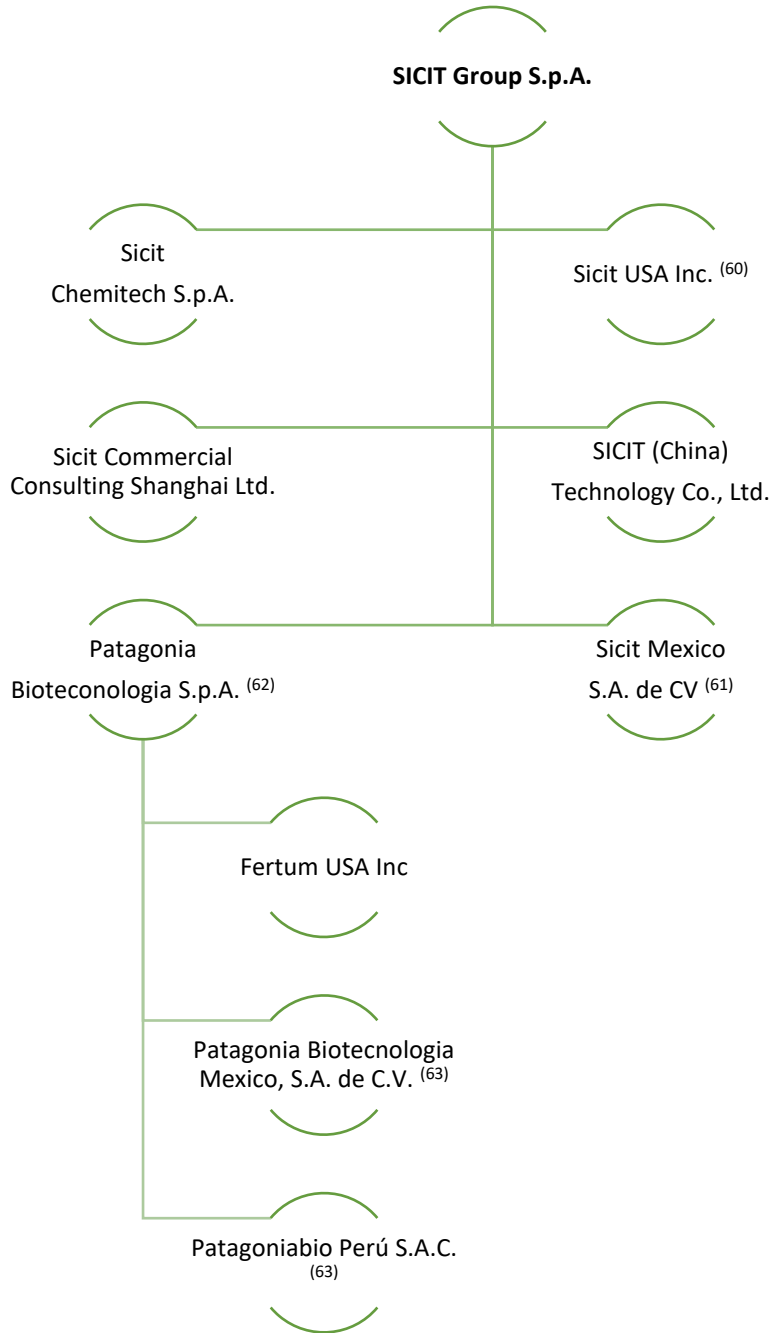 SICIT Group S.p.A.
Sicit
Chemitech S.p.A.
Sicit USA Inc. (60)
Sicit Commercial
Consulting Shanghai Ltd.
SICIT (China)
Technology Co., Ltd.
Patagonia
Bioteconologia S.p.A. (62)
Sicit Mexico
S.A. de CV (61)
Fertum USA Inc
Patagonia Biotecnologia
Mexico, S.A. de C.V. (63)
Patagoniabio Perú S.A.C.
(63)